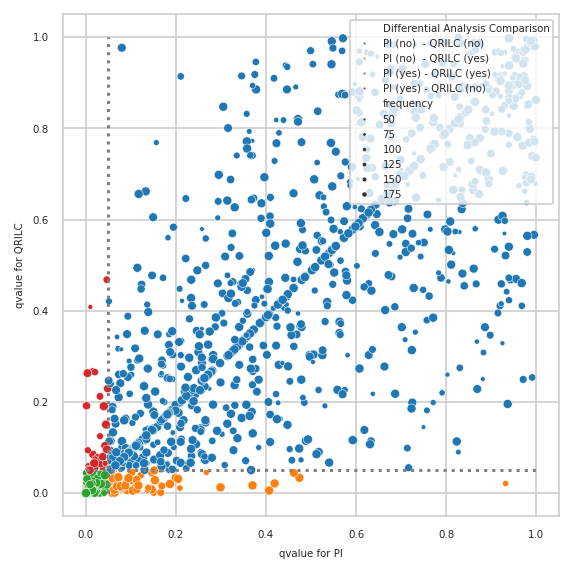 Differential Analysis Comparison
PI (no) - QRILC (no)
PI (no) - QRILC (yes)
PI (yes) - QRILC (yes)
PI (yes) - QRILC (no)
frequency
50
75
100
125
150
175
1.0
0.8
0.6
0.4
0.2
0.0
qvalue for QRILC
0.0 0.2 0.4 0.6 0.8 1.0
qvalue for PI